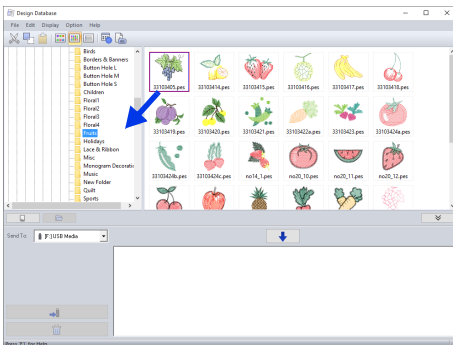 Design Database
File Edit Display Option Help
Birds
Borders & Banners
Button Hole L
Button Hole M
Button Hole S
Children
Floral1
Floral2
Floral3
Floral4
Fruits
Holidays
Lace & Ribbon
Misc
Monogram Decorati
Music
New Folder
Quilt
Sports
33103405.pes 33103414.pes 33103415.pes 33103416.pes 33103417.pes 33103418.pes
33103419.pes 33103420.pes 33103421.pes 33103422a.pes 33103423.pes 33103424a.pes
33103424b.pes 33103424c.pes no14_1.pes no20_10.pes no20_11.pes no20_12.pes
Send To: [F:]USB Media
Press 'F1' for Help